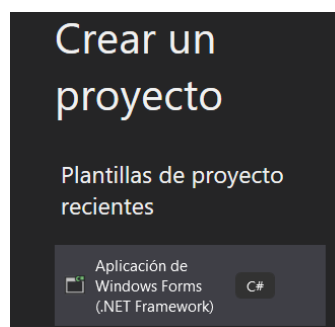 Crear un
proyecto
Plantillas de proyecto
recientes
Aplicación de
Windows Forms
(.NET Framework)
C#